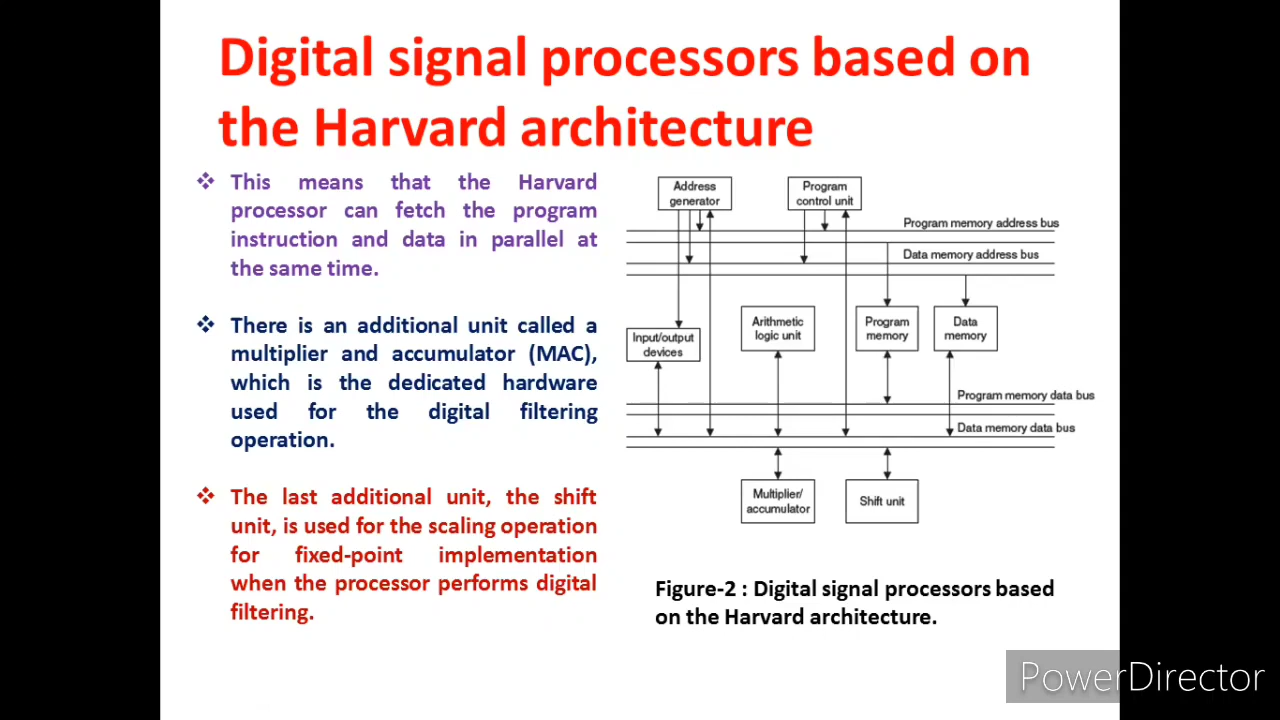 Digital signal processors based on
the Harvard architecture
❖ This means that the Harvard
processor can fetch the program
instruction and data in parallel at
the same time.
❖ There is an additional unit called a
multiplier and accumulator (MAC),
which is the dedicated hardware
used for the digital filtering
operation.
❖ The last additional unit, the shift
unit, is used for the scaling operation
for fixed-point implementation
when the processor performs digital
filtering.
Address
generator
Program
control unit
Program memory address bus
Data memory address bus
Input/output
devices
Arithmetic
logic unit
Program
memory
Data
memory
Program memory data bus
Data memory data bus
Multiplier/
accumulator
Shift unit
Figure-2 : Digital signal processors based
on the Harvard architecture.
PowerDirector